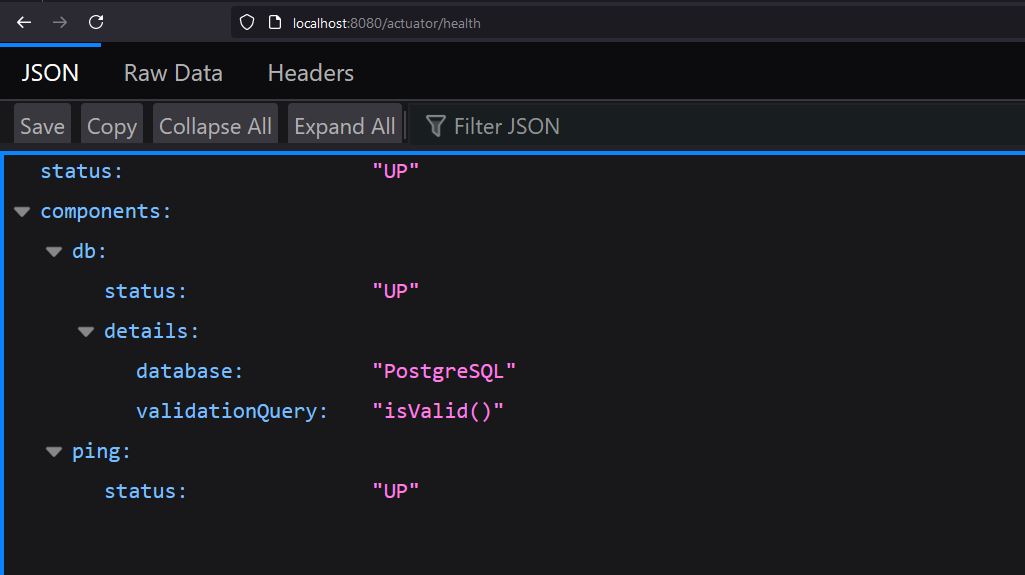 localhost:8080/actuator/health
JSON Raw Data Headers
Save Copy Collapse All Expand All Filter JSON
status: "UP"
components:
db:
status: "UP"
details:
database: "PostgreSQL"
validationQuery: "isValid()"
ping:
status: "UP"